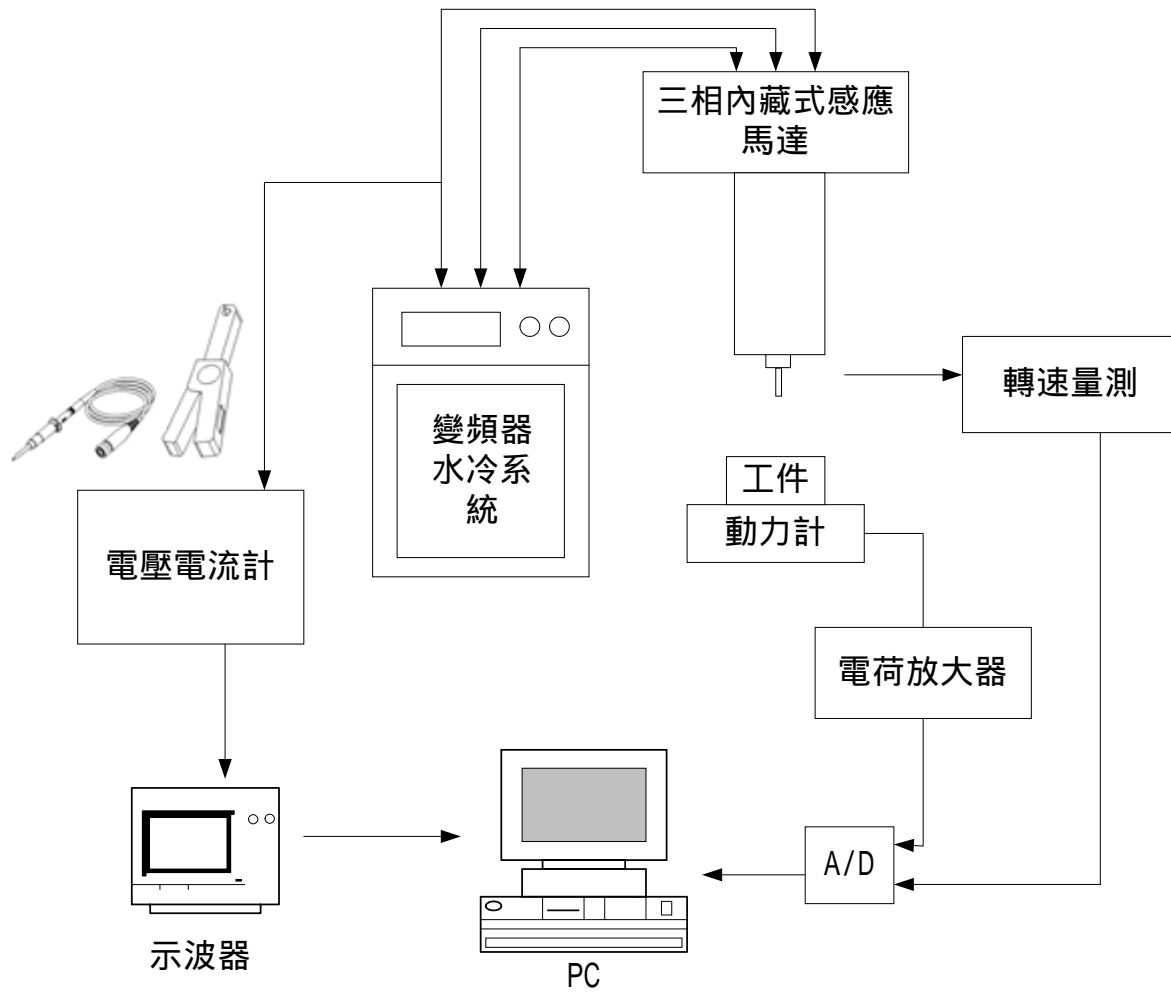 三相內藏式感應
馬達
轉速量測
變頻器
水冷系
統
工件
動力計
電壓電流計
電荷放大器
A/D
示波器
PC